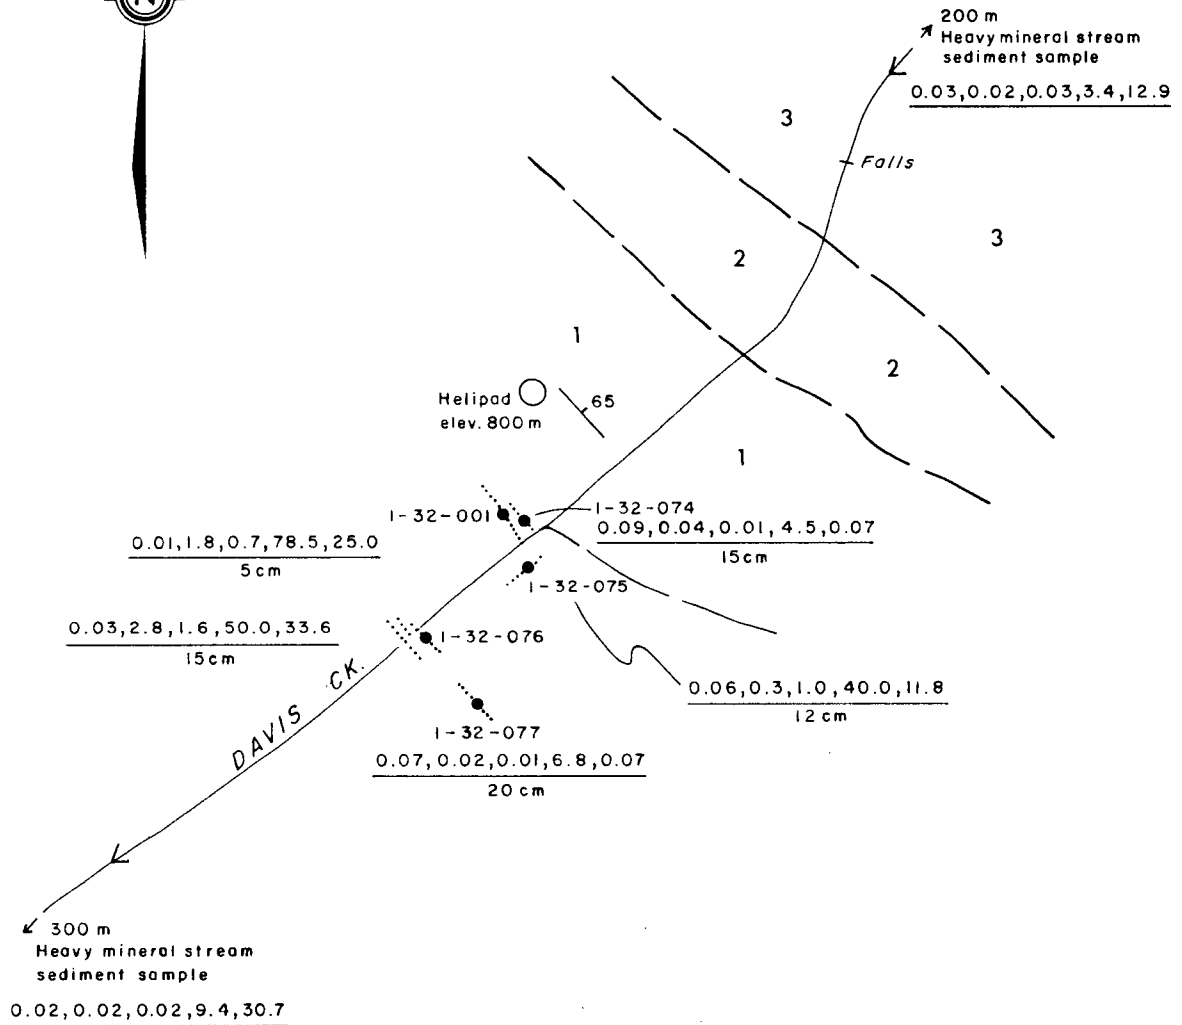 N
200 m
Heavy mineral stream
sediment sample
0.03,0.02,0.03,3.4,12.9
3
Falls
3
2
1
2
Helipad
elev. 800 m
65
1
1-32-001
1-32-074
0.09,0.04,0.01,4.5,0.07
15cm
0.01,1.8,0.7,78.5,25.0
5cm
1-32-075
0.03,2.8,1.6,50.0,33.6
15cm
1-32-076
0.06,0.3,1.0,40.0,11.8
12cm
1-32-077
0.07,0.02,0.01,6.8,0.07
20 cm
DAVIS CK.
300 m
Heavy mineral stream
sediment sample
0.02,0.02,0.02,9.4,30.7